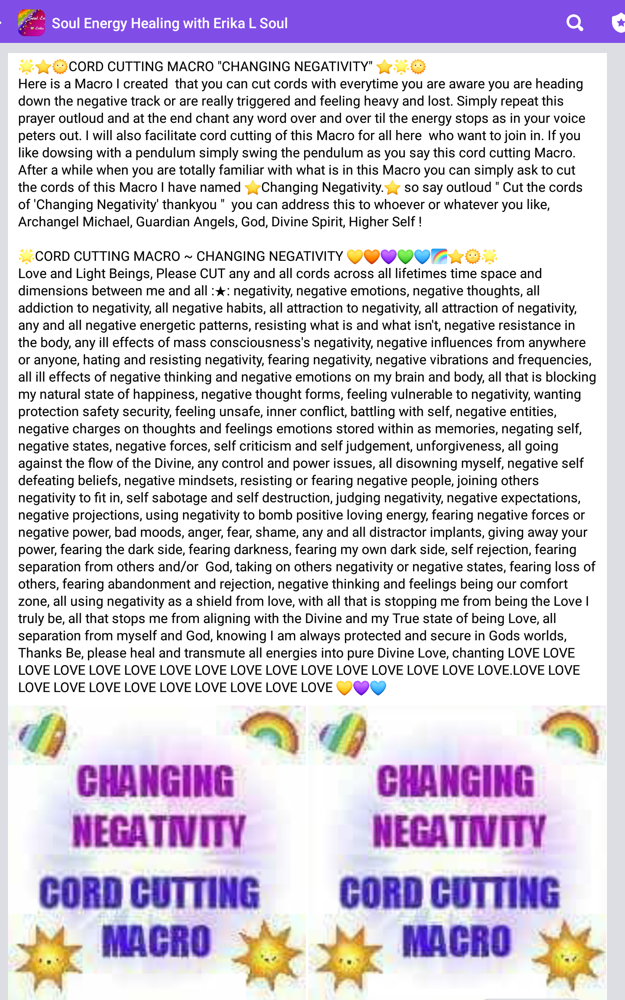 Soul Energy Healing with Erika L Soul
🌟⭐🌞CORD CUTTING MACRO "CHANGING NEGATIVITY" ⭐🌟🌞
Here is a Macro I created  that you can cut cords with everytime you are aware you are heading
down the negative track or are really triggered and feeling heavy and lost. Simply repeat this
prayer outloud and at the end chant any word over and over til the energy stops as in your voice
peters out. I will also facilitate cord cutting of this Macro for all here  who want to join in. If you
like dowsing with a pendulum simply swing the pendulum as you say this cord cutting Macro.
After a while when you are totally familiar with what is in this Macro you can simply ask to cut
the cords of this Macro I have named ⭐Changing Negativity.⭐ so say outloud " Cut the cords
of 'Changing Negativity' thankyou "  you can address this to whoever or whatever you like,
Archangel Michael, Guardian Angels, God, Divine Spirit, Higher Self !
🌟CORD CUTTING MACRO ~ CHANGING NEGATIVITY 💛🧡💜💚💙🌈⭐🌞🌟
Love and Light Beings, Please CUT any and all cords across all lifetimes time space and
dimensions between me and all :★: negativity, negative emotions, negative thoughts, all
addiction to negativity, all negative habits, all attraction to negativity, all attraction of negativity,
any and all negative energetic patterns, resisting what is and what isn't, negative resistance in
the body, any ill effects of mass consciousness's negativity, negative influences from anywhere
or anyone, hating and resisting negativity, fearing negativity, negative vibrations and frequencies,
all ill effects of negative thinking and negative emotions on my brain and body, all that is blocking
my natural state of happiness, negative thought forms, feeling vulnerable to negativity, wanting
protection safety security, feeling unsafe, inner conflict, battling with self, negative entities,
negative charges on thoughts and feelings emotions stored within as memories, negating self,
negative states, negative forces, self criticism and self judgement, unforgiveness, all going
against the flow of the Divine, any control and power issues, all disowning myself, negative self
defeating beliefs, negative mindsets, resisting or fearing negative people, joining others
negativity to fit in, self sabotage and self destruction, judging negativity, negative expectations,
negative projections, using negativity to bomb positive loving energy, fearing negative forces or
negative power, bad moods, anger, fear, shame, any and all distractor implants, giving away your
power, fearing the dark side, fearing darkness, fearing my own dark side, self rejection, fearing
separation from others and/or  God, taking on others negativity or negative states, fearing loss of
others, fearing abandonment and rejection, negative thinking and feelings being our comfort
zone, all using negativity as a shield from love, with all that is stopping me from being the Love I
truly be, all that stops me from aligning with the Divine and my True state of being Love, all
separation from myself and God, knowing I am always protected and secure in Gods worlds,
Thanks Be, please heal and transmute all energies into pure Divine Love, chanting LOVE LOVE
LOVE LOVE LOVE LOVE LOVE LOVE LOVE LOVE LOVE LOVE LOVE LOVE LOVE LOVE.LOVE LOVE
LOVE LOVE LOVE LOVE LOVE LOVE LOVE LOVE LOVE 💛💜💙
CHANGING
NEGATIVITY
CORD CUTTING
MACRO
CHANGING
NEGATIVITY
CORD CUTTING
MACRO